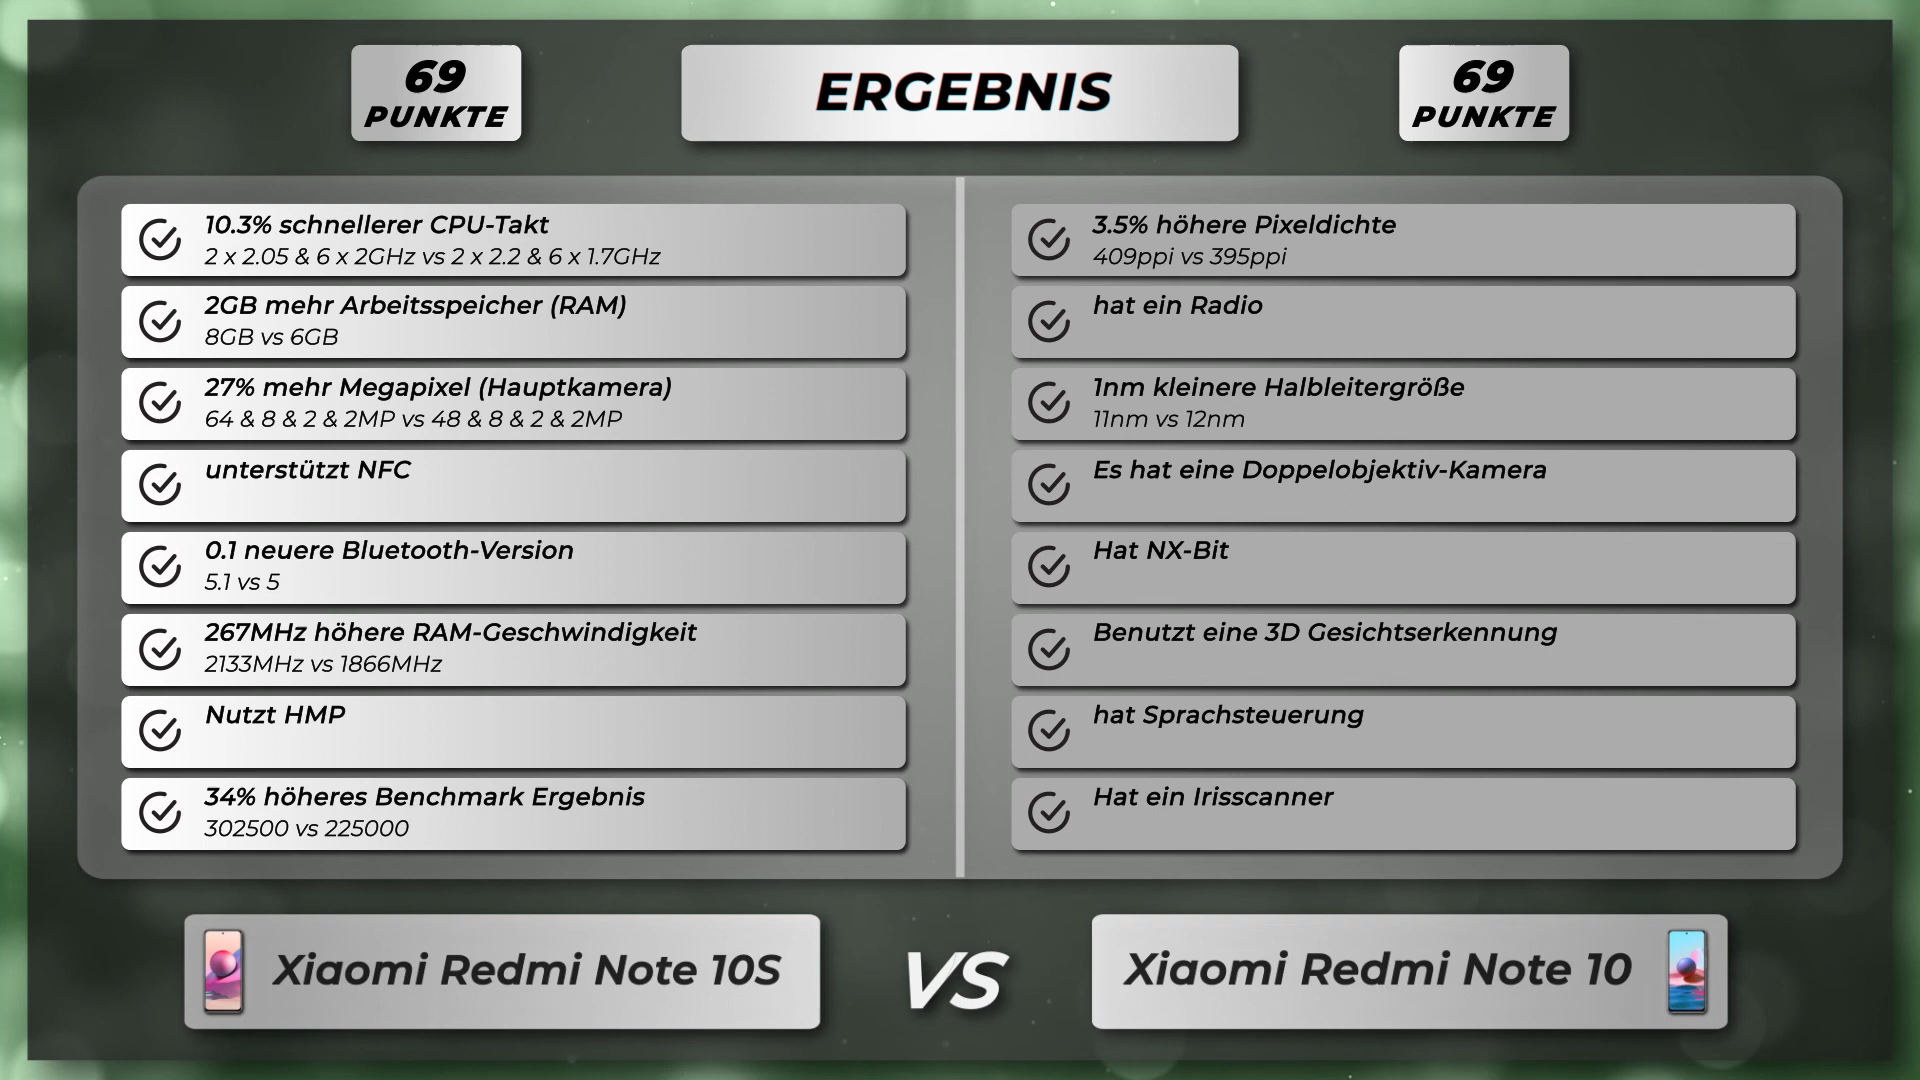 69
PUNKTE
ERGEBNIS
69
PUNKTE
10.3% schnellerer CPU-Takt
2 x 2.05 & 6 x 2GHz vs 2 x 2.2 & 6 x 1.7GHz
2GB mehr Arbeitsspeicher (RAM)
8GB vs 6GB
27% mehr Megapixel (Hauptkamera)
64 & 8 & 2 & 2MP vs 48 & 8 & 2 & 2MP
unterstützt NFC
0.1 neuere Bluetooth-Version
5.1 vs 5
267MHz höhere RAM-Geschwindigkeit
2133MHz vs 1866MHz
Nutzt HMP
34% höheres Benchmark Ergebnis
302500 vs 225000
3.5% höhere Pixeldichte
409ppi vs 395ppi
hat ein Radio
1nm kleinere Halbleitergröße
11nm vs 12nm
Es hat eine Doppelobjektiv-Kamera
Hat NX-Bit
Benutzt eine 3D Gesichtserkennung
hat Sprachsteuerung
Hat ein Irisscanner
Xiaomi Redmi Note 10S
VS
Xiaomi Redmi Note 10